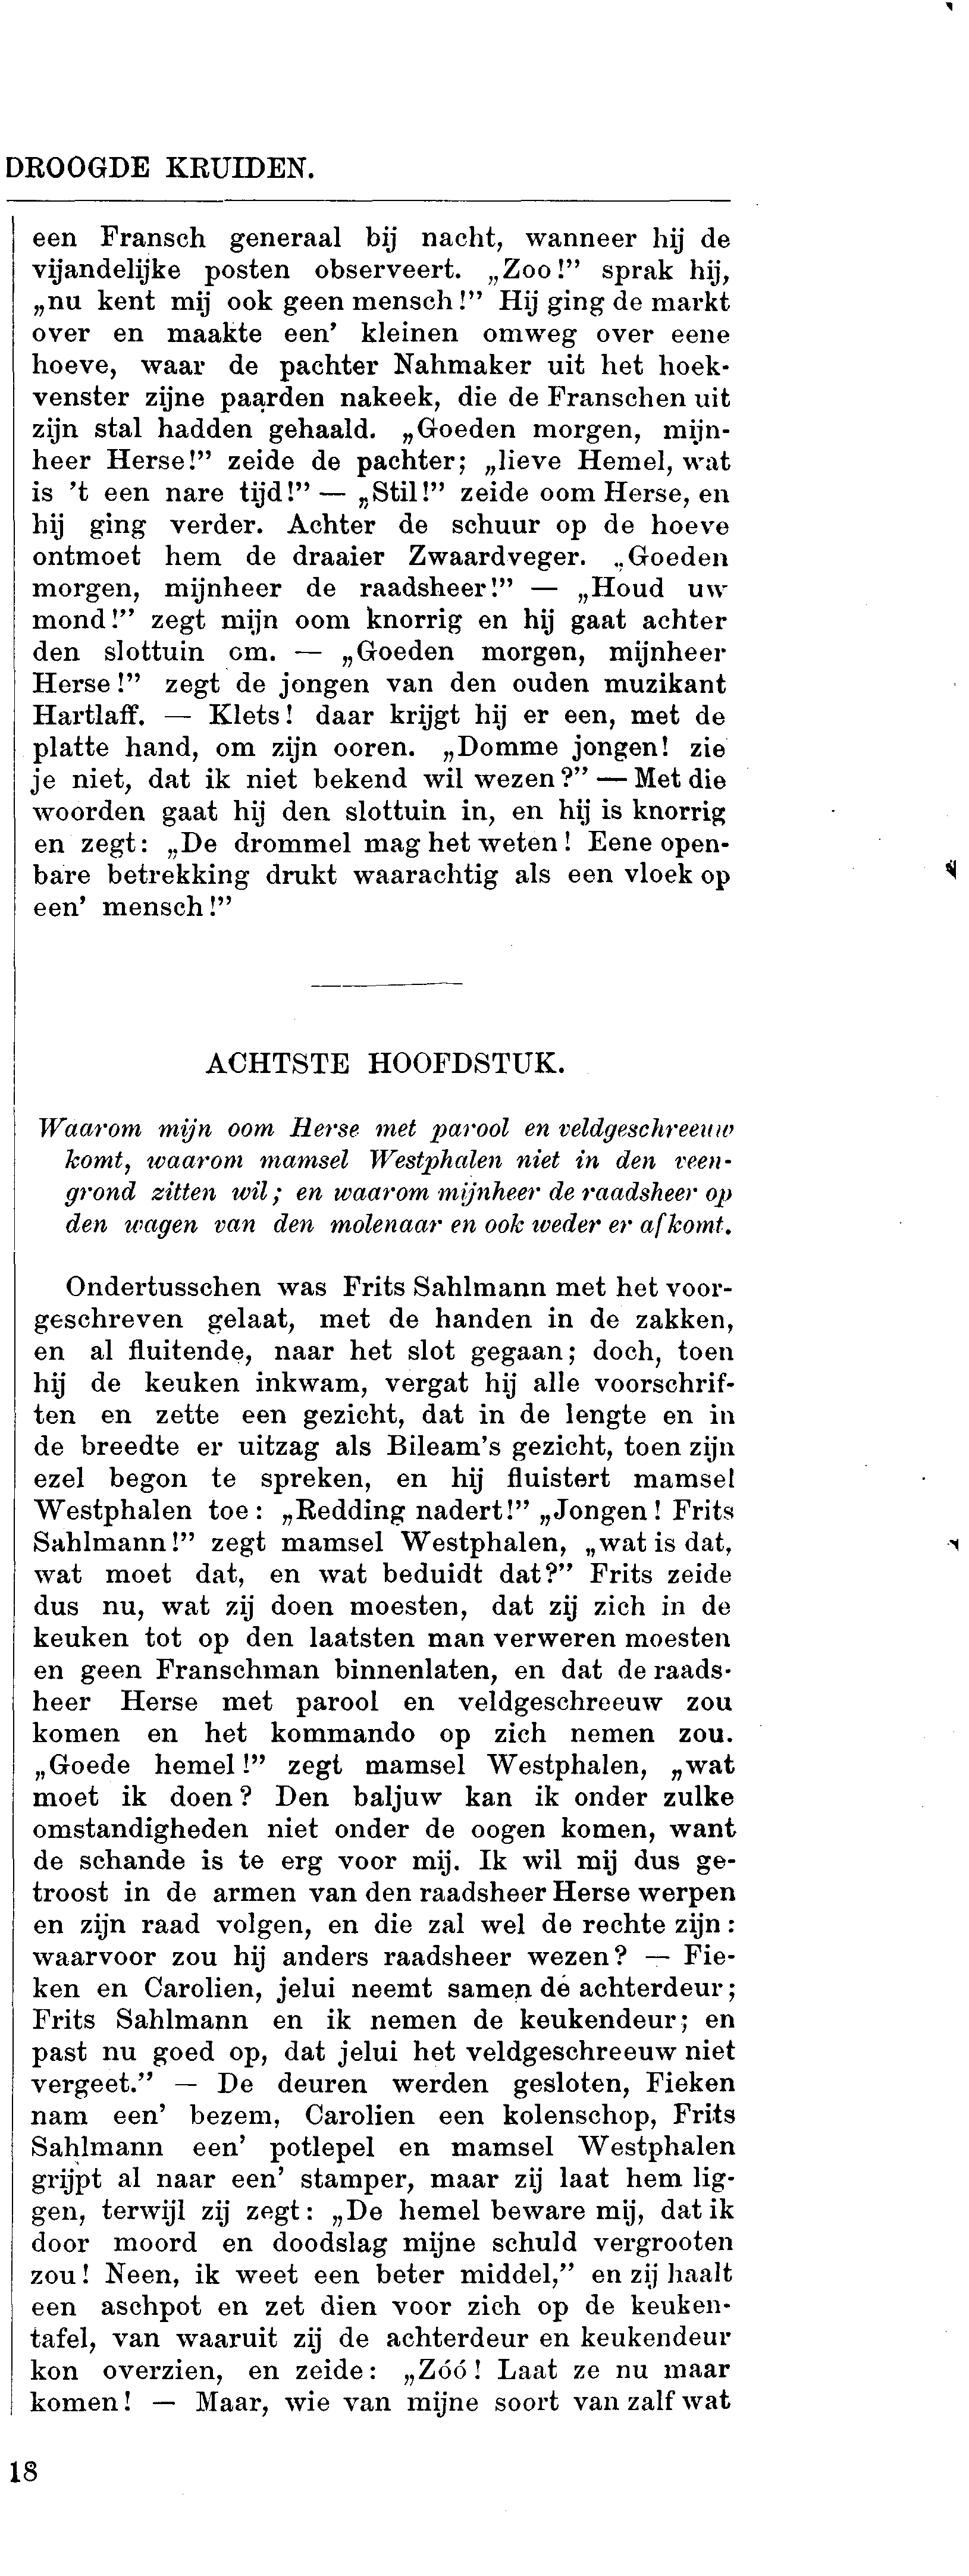 DROOGDE KRUIDEN.
een Fransch generaal bij nacht, wanneer hij de
vijandelijke posten observeert. „Zoo!” sprak hij,
„nu kent mij ook geen mensch!” Hij ging de markt
over en maakte een’ kleinen omweg over eene
hoeve, waar de pachter Nahmaker uit het hoek-
venster zijne paarden nakeek, die de Franschen uit
zijn stal hadden gehaald. „Goeden morgen, mijn-
heer Herse!” zeide de pachter; „lieve Hemel, wat
is ’t een nare tijd!” — „Stil!” zeide oom Herse, en
hij ging verder. Achter de schuur op de hoeve
ontmoet hem de draaier Zwaardveger. „Goeden
morgen, mijnheer de raadsheer!” — „Houd uw
mond!” zegt mijn oom knorrig en hij gaat achter
den slottuin om. — „Goeden morgen, mijnheer
Herse!” zegt de jongen van den ouden muzikant
Hartlaff. — Klets! daar krijgt hij er een, met de
platte hand, om zijn ooren. „Domme jongen! zie
je niet, dat ik niet bekend wil wezen?” — Met die
woorden gaat hij den slottuin in, en hij is knorrig
en zegt: „De drommel mag het weten! Eene open-
bare betrekking drukt waarachtig als een vloek op
een’ mensch!”
ACHTSTE HOOFDSTUK.
Waarom mijn oom Herse met parool en veldgeschreeuw
komt, waarom mamsel Westphalen niet in den veen-
grond zitten wil; en waarom mijnheer de raadsheer op
den wagen van den molenaar en ook weder er afkomt.
Ondertusschen was Frits Sahlmann met het voor-
geschreven gelaat, met de handen in de zakken,
en al fluitende, naar het slot gegaan; doch, toen
hij de keuken inkwam, vergat hij alle voorschrif-
ten en zette een gezicht, dat in de lengte en in
de breedte er uitzag als Bileam’s gezicht, toen zijn
ezel begon te spreken, en hij fluistert mamsel
Westphalen toe: „Redding nadert!” „Jongen! Frits
Sahlmann!” zegt mamsel Westphalen, „wat is dat,
wat moet dat, en wat beduidt dat?” Frits zeide
dus nu, wat zij doen moesten, dat zij zich in de
keuken tot op den laatsten man verweren moesten
en geen Franschman binnenlaten, en dat de raads-
heer Herse met parool en veldgeschreeuw zou
komen en het kommando op zich nemen zou.
„Goede hemel!” zegt mamsel Westphalen, „wat
moet ik doen? Den baljuw kan ik onder zulke
omstandigheden niet onder de oogen komen, want
de schande is te erg voor mij. Ik wil mij dus ge-
troost in de armen van den raadsheer Herse werpen
en zijn raad volgen, en die zal wel de rechte zijn:
waarvoor zou hij anders raadsheer wezen? — Fie-
ken en Carolien, jelui neemt samen de achterdeur;
Frits Sahlmann en ik nemen de keukendeur; en
past nu goed op, dat jelui het veldgeschreeuw niet
vergeet.” — De deuren werden gesloten, Fieken
nam een’ bezem, Carolien een kolenschop, Frits
Sahlmann een’ potlepel en mamsel Westphalen
grijpt al naar een’ stamper, maar zij laat hem lig-
gen, terwijl zij zegt: „De hemel beware mij, dat ik
door moord en doodslag mijne schuld vergrooten
zou! Neen, ik weet een beter middel,” en zij haalt
een aschpot en zet dien voor zich op de keuken-
tafel, van waaruit zij de achterdeur en keukendeur
kon overzien, en zeide: „Zóó! Laat ze nu maar
komen! — Maar, wie van mijne soort van zalf wat
18